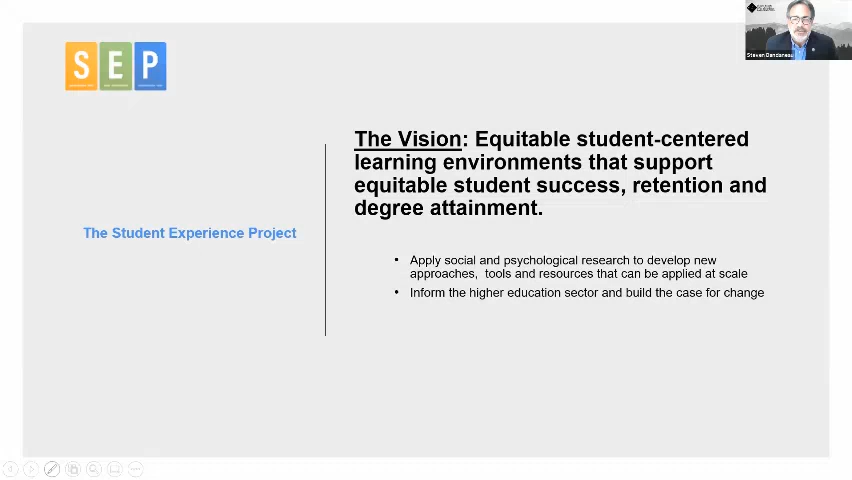 SEP
Steven Dandaneau
The Vision: Equitable student-centered
learning environments that support
equitable student success, retention and
degree attainment.
The Student Experience Project
• Apply social and psychological research to develop new
approaches, tools and resources that can be applied at scale
• Inform the higher education sector and build the case for change